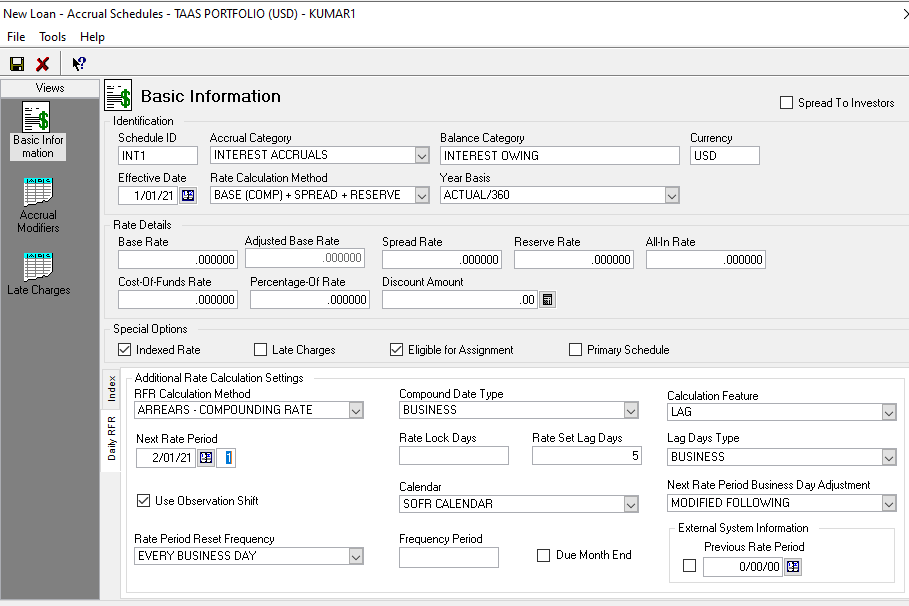 New Loan - Accrual Schedules - TAAS PORTFOLIO (USD) - KUMAR1
File Tools Help
Views
Basic Infor
mation
Accrual
Modifiers
Late Charges
Basic Information
Spread To Investors
Identification
Schedule ID Accrual Category Balance Category Currency
INT1 INTEREST ACCRUALS INTEREST OWING USD
Effective Date Rate Calculation Method Year Basis
1/01/21 BASE (COMP) + SPREAD + RESERVE ACTUAL/360
Rate Details
Base Rate Adjusted Base Rate Spread Rate Reserve Rate All-In Rate
.000000 .000000 .000000 .000000 .000000
Cost-Of-Funds Rate Percentage-Of Rate Discount Amount
.000000 .000000 .00
Special Options
Indexed Rate Late Charges Eligible for Assignment Primary Schedule
Index
Daily RFR
Additional Rate Calculation Settings
RFR Calculation Method Compound Date Type Calculation Feature
ARREARS - COMPOUNDING RATE BUSINESS LAG
Next Rate Period Rate Lock Days Rate Set Lag Days Lag Days Type
2/01/21 1 5 BUSINESS
Use Observation Shift Calendar Next Rate Period Business Day Adjustment
SOFR CALENDAR MODIFIED FOLLOWING
External System Information
Rate Period Reset Frequency Frequency Period Previous Rate Period
EVERY BUSINESS DAY Due Month End 0/00/00